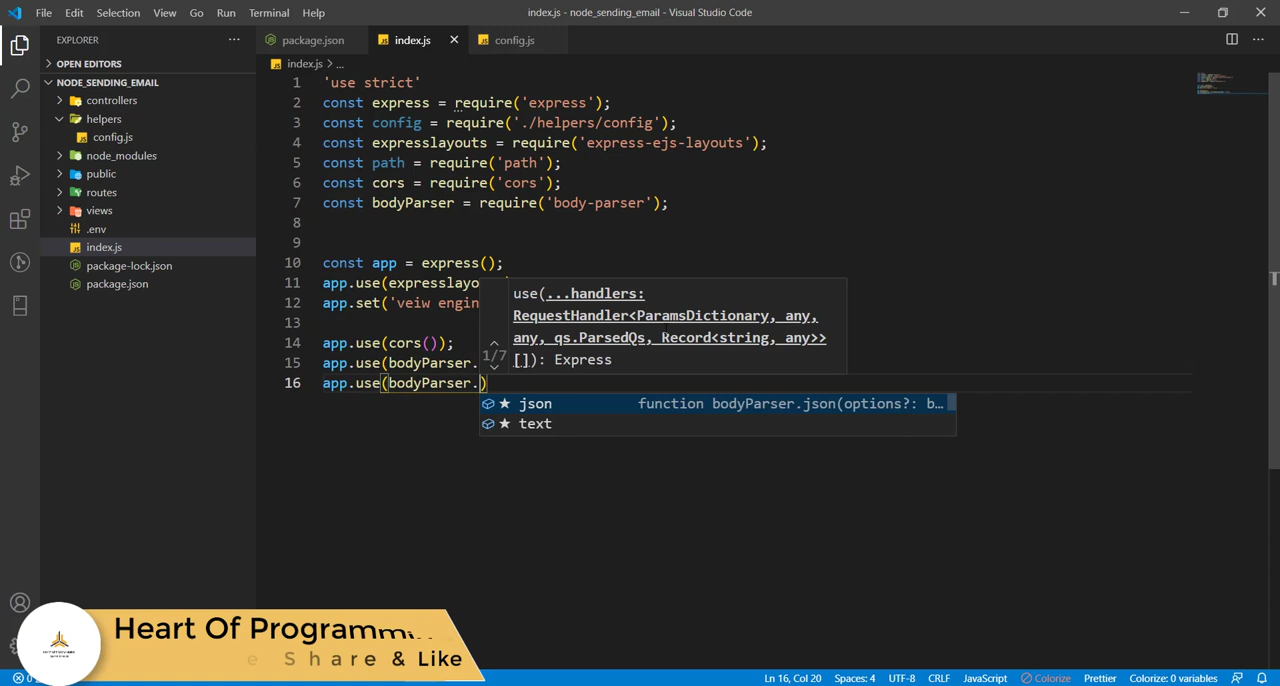 File Edit Selection View Go Run Terminal Help
index.js - node_sending_email - Visual Studio Code
EXPLORER
package.json
index.js
config.js
OPEN EDITORS
NODE_SENDING_EMAIL
controllers
helpers
config.js
node_modules
public
routes
views
.env
index.js
package-lock.json
package.json
index.js > ...
1 'use strict'
2 const express = require('express');
3 const config = require('./helpers/config');
4 const expresslayouts = require('express-ejs-layouts');
5 const path = require('path');
6 const cors = require('cors');
7 const bodyParser = require('body-parser');
8
9
10 const app = express();
11 app.use(expresslayo
12 app.set('veiw engin
13
14 app.use(cors());
15 app.use(bodyParser.
16 app.use(bodyParser.)
use(...handlers:
RequestHandler<ParamsDictionary, any,
any, qs.ParsedQs, Record<string, any>>
[]): Express
1/7
json function bodyParser.json(options?: b…
text
Heart Of Programm
e Share & Like
0
Ln 16, Col 20 Spaces: 4 UTF-8 CRLF JavaScript Colorize Prettier Colorize: 0 variables